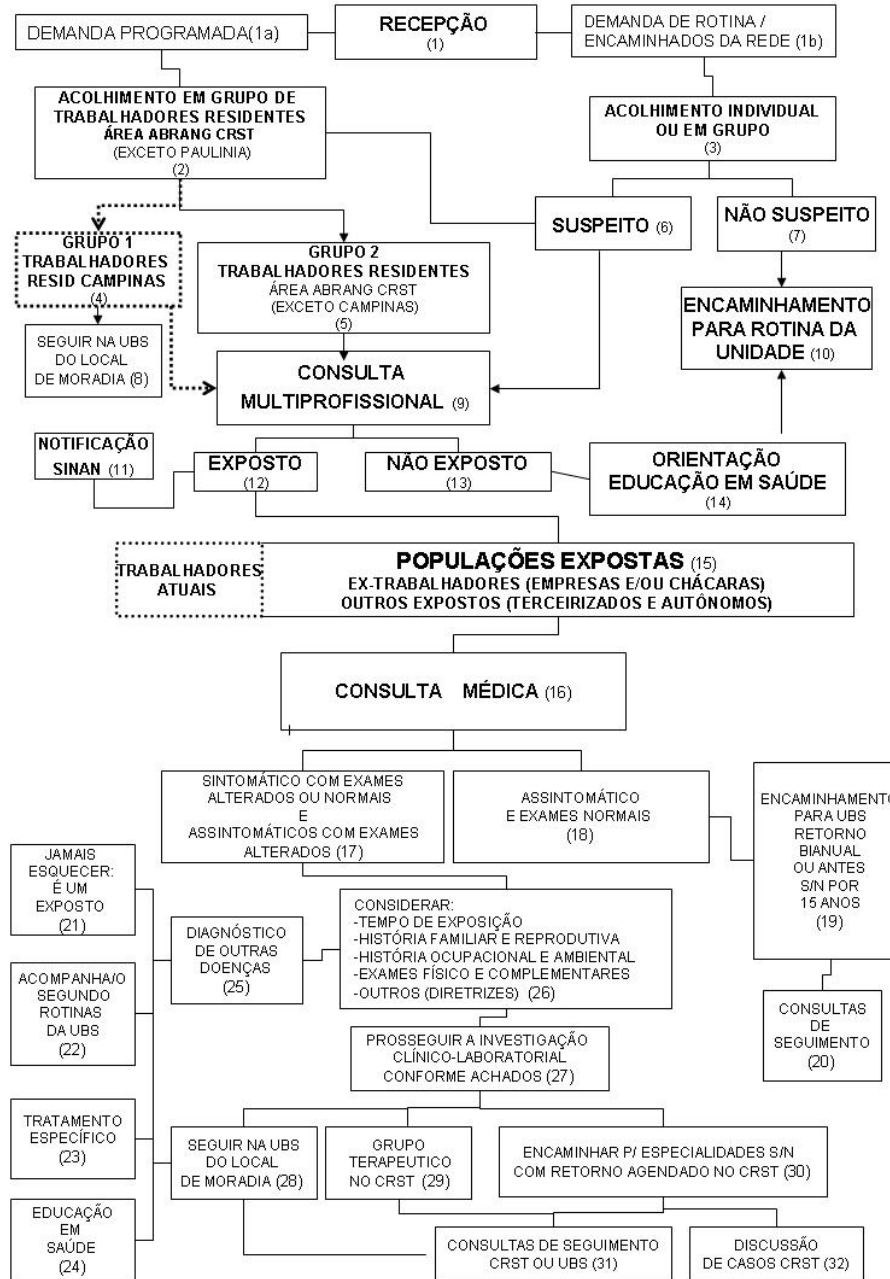 DEMANDA PROGRAMADA(1a)
RECEPÇÃO
(1)
DEMANDA DE ROTINA /
ENCAMINHADOS DA REDE (1b)
ACOLHIMENTO EM GRUPO DE
TRABALHADORES RESIDENTES
ÁREA ABRANG CRST
(EXCETO PAULINIA)
(2)
ACOLHIMENTO INDIVIDUAL
OU EM GRUPO
(3)
GRUPO 1
TRABALHADORES
RESID CAMPINAS
(4)
GRUPO 2
TRABALHADORES RESIDENTES
ÁREA ABRANG CRST
(EXCETO CAMPINAS)
(5)
SUSPEITO (6)
NÃO SUSPEITO
(7)
SEGUIR NA UBS
DO LOCAL
DE MORADIA (8)
CONSULTA
MULTIPROFISSIONAL (9)
ENCAMINHAMENTO
PARA ROTINA DA
UNIDADE (10)
NOTIFICAÇÃO
SINAN (11)
EXPOSTO
(12)
NÃO EXPOSTO
(13)
ORIENTAÇÃO
EDUCAÇÃO EM SAÚDE
(14)
TRABALHADORES
ATUAIS
POPULAÇÕES EXPOSTAS (15)
EX-TRABALHADORES (EMPRESAS E/OU CHÁCARAS)
OUTROS EXPOSTOS (TERCEIRIZADOS E AUTÔNOMOS)
CONSULTA MÉDICA (16)
SINTOMÁTICO COM EXAMES
ALTERADOS OU NORMAIS
E
ASSINTOMÁTICOS COM EXAMES
ALTERADOS (17)
ASSINTOMÁTICO
E EXAMES NORMAIS
(18)
ENCAMINHAMENTO
PARA UBS
RETORNO
BIANUAL
OU ANTES
S/N POR
15 ANOS
(19)
CONSULTAS
DE
SEGUIMENTO
(20)
JAMAIS
ESQUECER:
É UM
EXPOSTO
(21)
ACOMPANHA/O
SEGUNDO
ROTINAS
DA UBS
(22)
TRATAMENTO
ESPECÍFICO
(23)
EDUCAÇÃO
EM
SAÚDE
(24)
DIAGNÓSTICO
DE OUTRAS
DOENÇAS
(25)
CONSIDERAR:
-TEMPO DE EXPOSIÇÃO
-HISTÓRIA FAMILIAR E REPRODUTIVA
-HISTÓRIA OCUPACIONAL E AMBIENTAL
-EXAMES FÍSICO E COMPLEMENTARES
-OUTROS (DIRETRIZES) (26)
PROSSEGUIR A INVESTIGAÇÃO
CLÍNICO-LABORATORIAL
CONFORME ACHADOS (27)
SEGUIR NA UBS
DO LOCAL
DE MORADIA (28)
GRUPO
TERAPEUTICO
NO CRST (29)
ENCAMINHAR P/ ESPECIALIDADES S/N
COM RETORNO AGENDADO NO CRST (30)
CONSULTAS DE SEGUIMENTO
CRST OU UBS (31)
DISCUSSÃO
DE CASOS CRST (32)